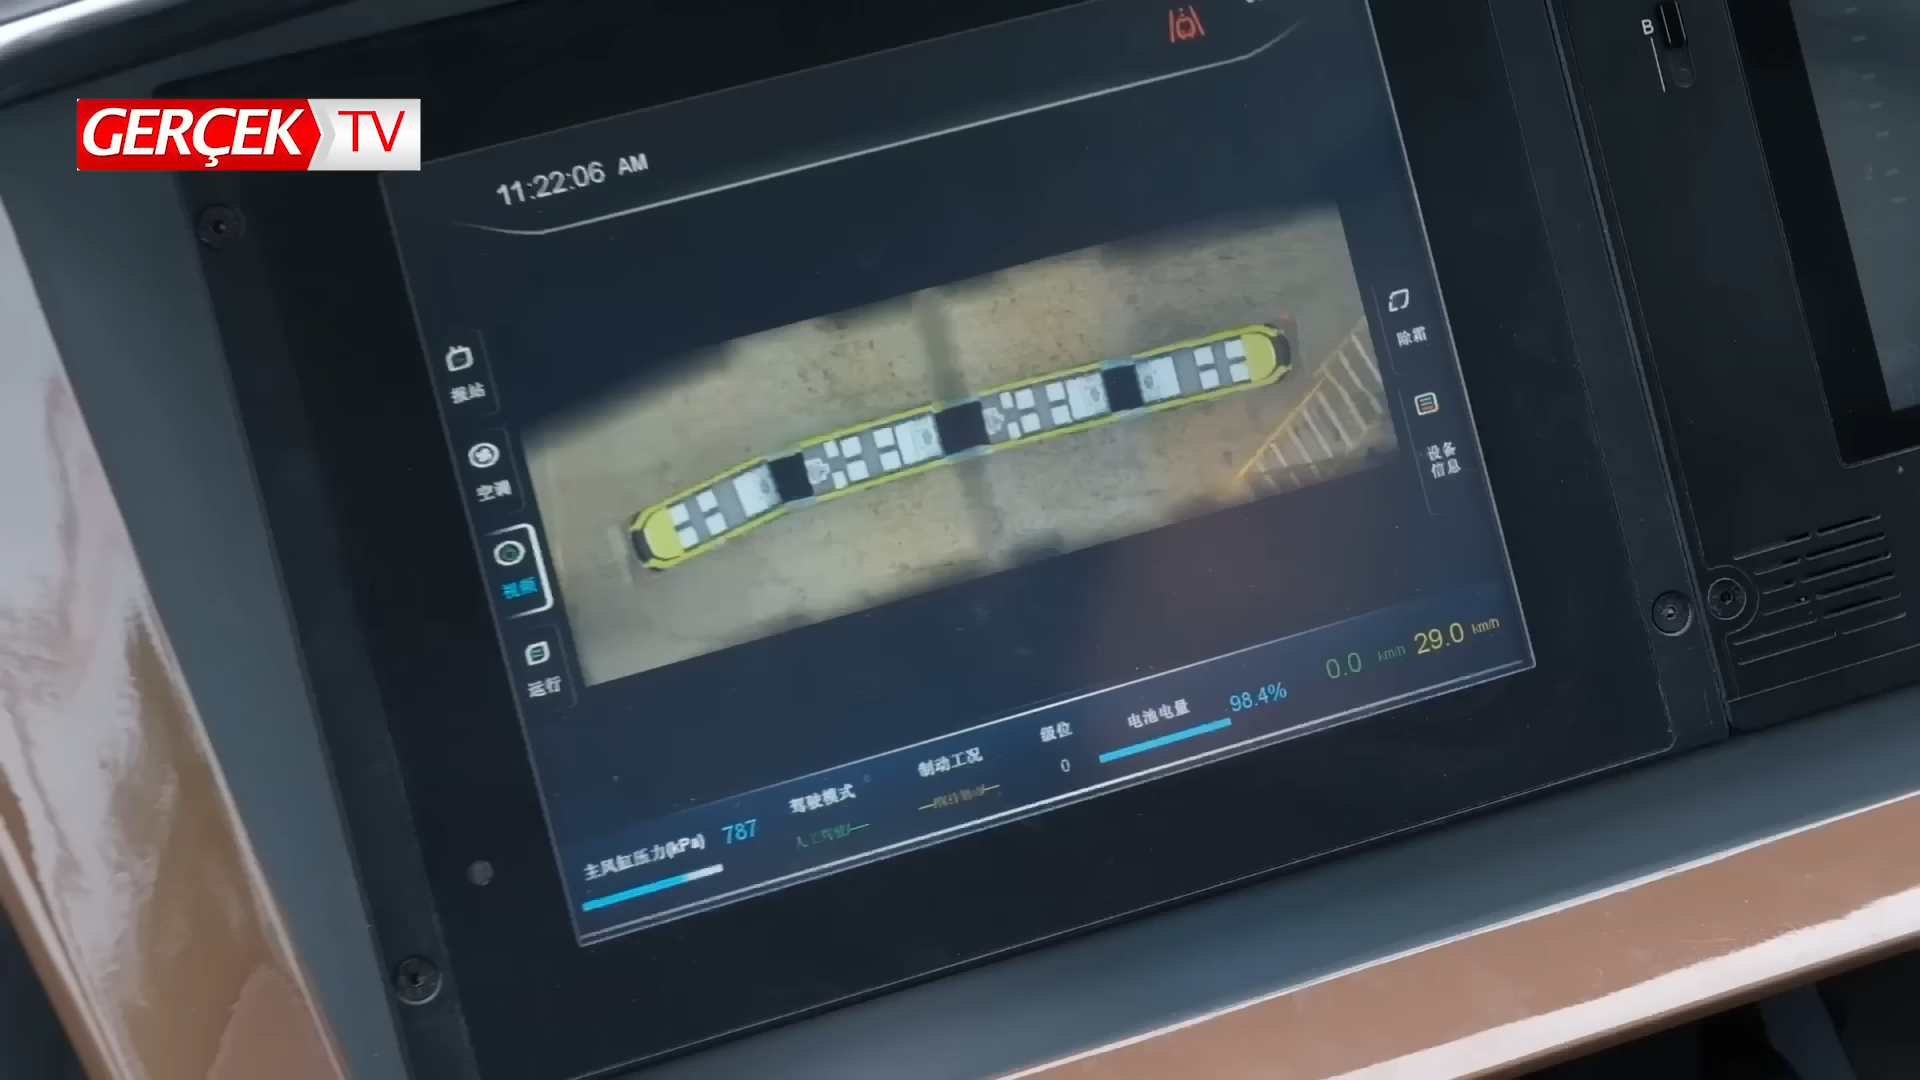 GERÇEK TV
11:22:06 AM
B
报站
空调
视频
运行
除霜
设备
信息
主风缸压力(kPa) 787
驾驶模式
人工驾驶
制动工况
级位
0
电池电量 98.4%
0.0 km/h 29.0 km/h